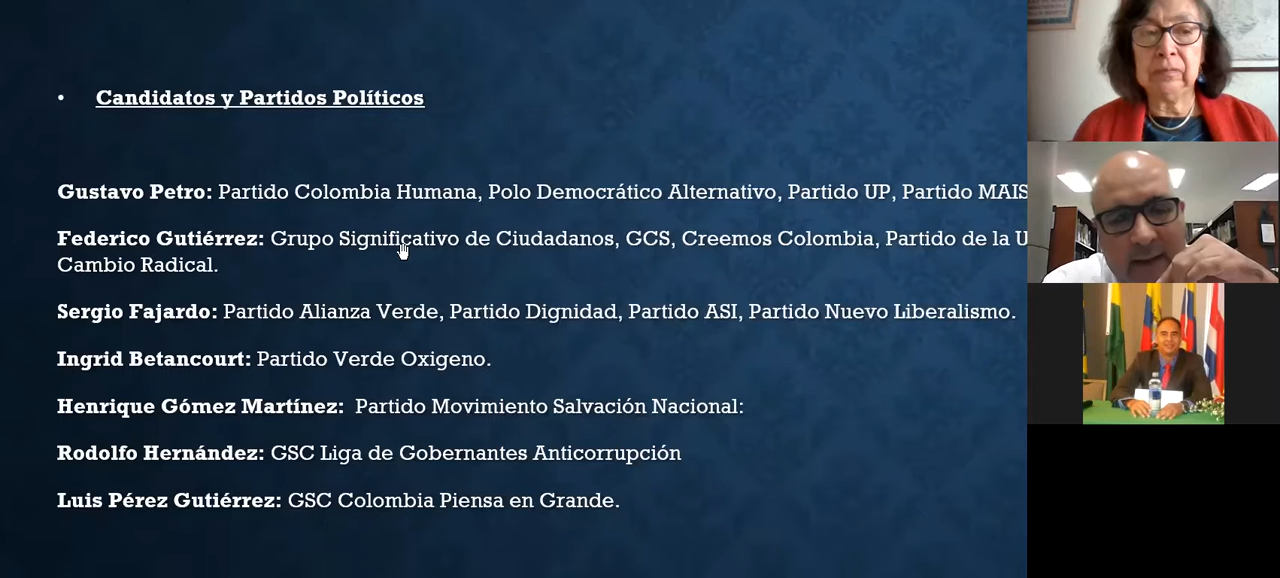 • Candidatos y Partidos Políticos
Gustavo Petro: Partido Colombia Humana, Polo Democrático Alternativo, Partido UP, Partido MAIS
Federico Gutiérrez: Grupo Significativo de Ciudadanos, GCS, Creemos Colombia, Partido de la U
Cambio Radical.
Sergio Fajardo: Partido Alianza Verde, Partido Dignidad, Partido ASI, Partido Nuevo Liberalismo.
Ingrid Betancourt: Partido Verde Oxigeno.
Henrique Gómez Martínez: Partido Movimiento Salvación Nacional:
Rodolfo Hernández: GSC Liga de Gobernantes Anticorrupción
Luis Pérez Gutiérrez: GSC Colombia Piensa en Grande.